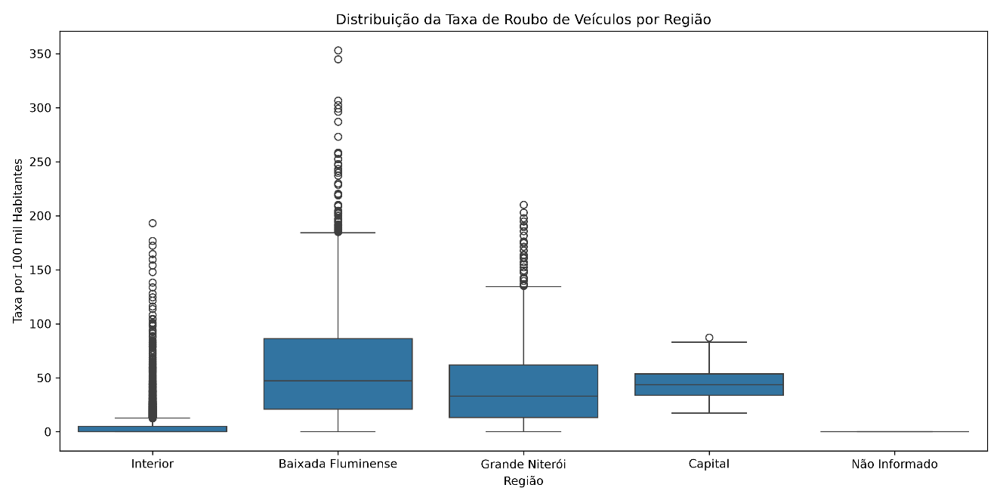 Distribuição da Taxa de Roubo de Veículos por Região
Taxa por 100 mil Habitantes
350
300
250
200
150
100
50
0
Interior
Baixada Fluminense
Grande Niterói
Capital
Não Informado
Região